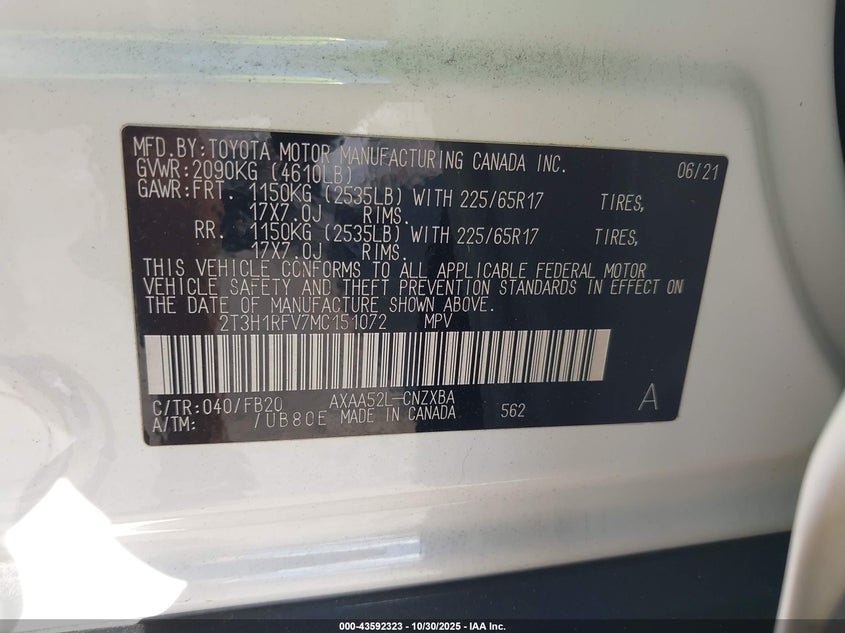 MFD.BY:TOYOTA MOTOR MANUFACTURING CANADA INC. 06/21
GVWR:2090KG (4610LB)
GAWR:FRT. 1150KG (2535LB) WITH 225/65R17 TIRES,
17X7.0J RIMS.
RR. 1150KG (2535LB) WITH 225/65R17 TIRES,
17X7.0J RIMS.
THIS VEHICLE CONFORMS TO ALL APPLICABLE FEDERAL MOTOR
VEHICLE SAFETY AND THEFT PREVENTION STANDARDS IN EFFECT ON
THE DATE OF MANUFACTURE SHOWN ABOVE.
2T3H1RFV7MC151072 MPV
C/TR:040/FB20 AXAA52L-CNZXBA
A/TM: /UB80E MADE IN CANADA 562 A
000-43592323 - 10/30/2025 - IAA Inc.